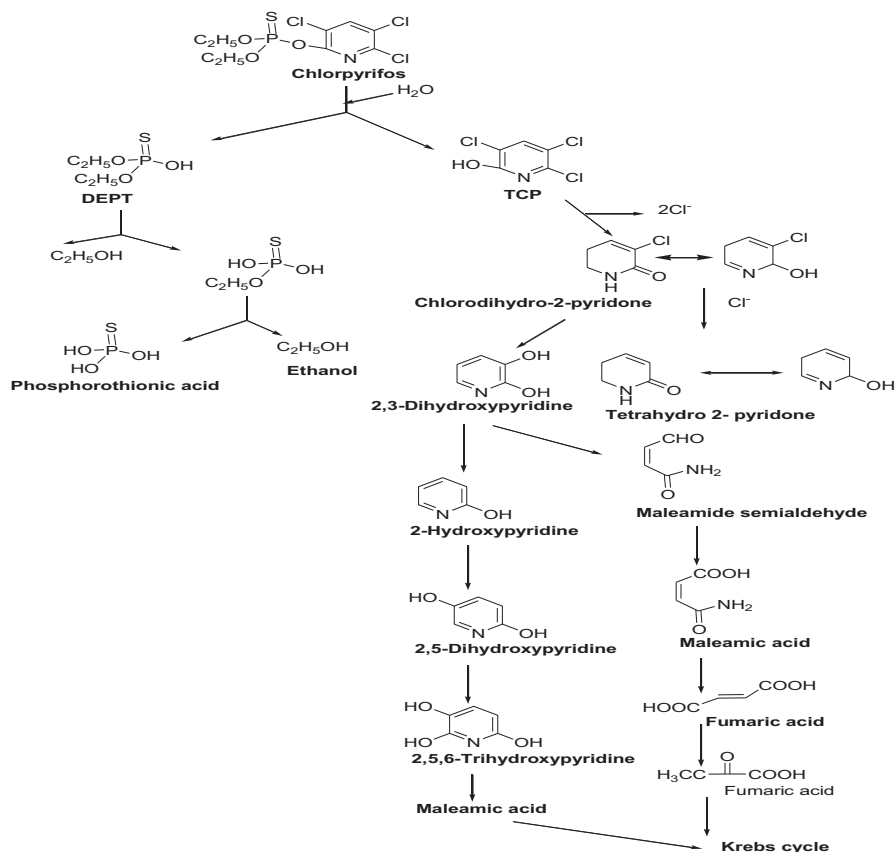 S
Cl
Cl
C₂H₅O
P
O
N
Cl
C₂H₅O
Chlorpyrifos
H₂O
S
C₂H₅O
P
OH
C₂H₅O
DEPT
Cl
Cl
HO
N
Cl
TCP
2Cl⁻
C₂H₅OH
S
HO
P
OH
C₂H₅O
Cl
N
H
O
Chlorodihydro-2-pyridone
Cl
N
OH
Cl⁻
S
HO
P
OH
HO
Phosphorothionic acid
C₂H₅OH
Ethanol
OH
N
OH
2,3-Dihydroxypyridine
N
H
O
Tetrahydro 2- pyridone
N
OH
CHO
NH₂
O
Maleamide semialdehyde
N
OH
2-Hydroxypyridine
COOH
NH₂
O
Maleamic acid
HO
N
OH
2,5-Dihydroxypyridine
COOH
HOOC
Fumaric acid
HO
HO
N
OH
2,5,6-Trihydroxypyridine
O
H₃C
COOH
Fumaric acid
Maleamic acid
Krebs cycle